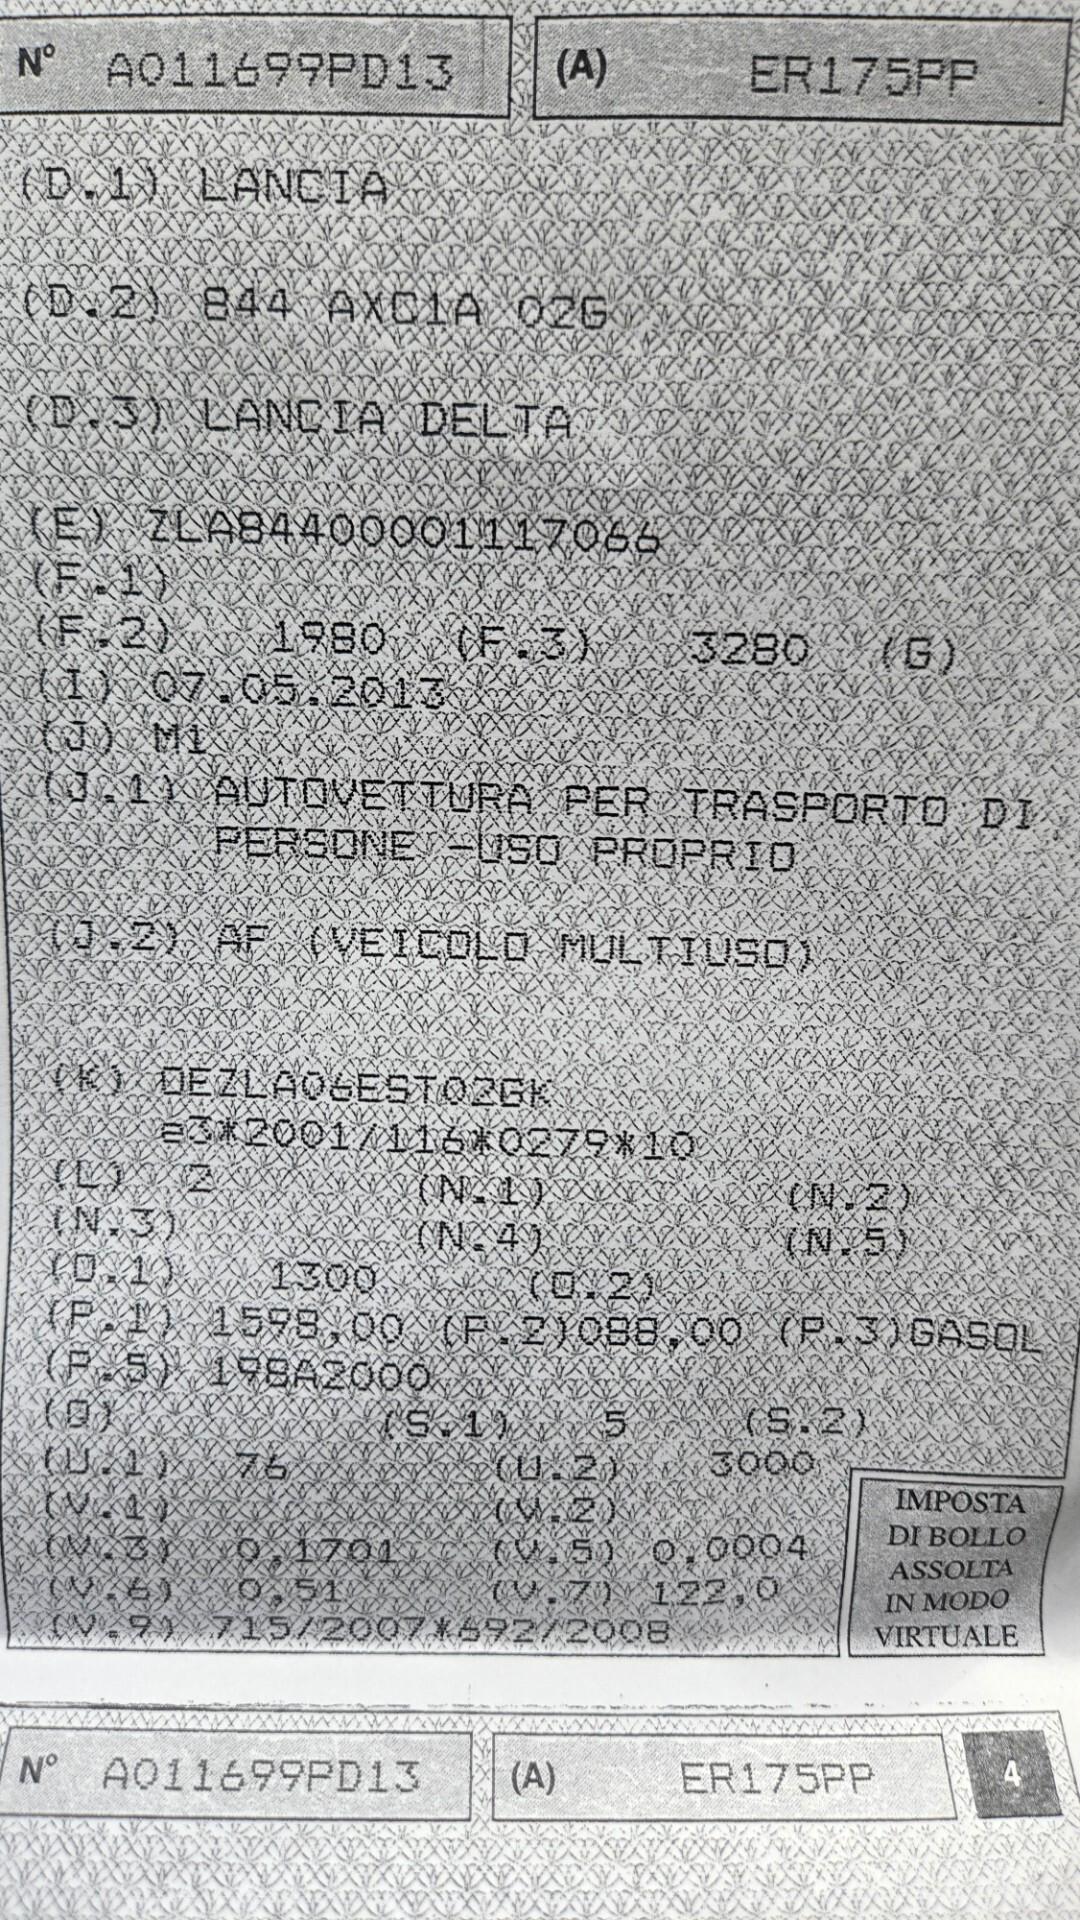 N° A011699PD13 (A) ER175PP
(D.1) LANCIA
(D.2) 844 AXC1A 02G
(D.3) LANCIA DELTA
(E) ZLA84400001117066
(F.1)
(F.2) 1980 (F.3) 3280 (G)
(I) 07.05.2013
(J) M1
(J.1) AUTOVETTURA PER TRASPORTO DI
PERSONE -USO PROPRIO
(J.2) AF (VEICOLO MULTIUSO)
(K) OEZLA06EST02GK
e3*2001/116*0279*10
(L) 2 (N.1) (N.2)
(N.3) (N.4) (N.5)
(O.1) 1300 (O.2)
(P.1) 1598,00 (P.2)088,00 (P.3)GASOL
(P.5) 198A2000
(Q) (S.1) 5 (S.2)
(U.1) 76 (U.2) 3000
(V.1) (V.2)
(V.3) 0,1701 (V.5) 0,0004
(V.6) 0,51 (V.7) 122,0
(V.9) 715/2007*692/2008
IMPOSTA
DI BOLLO
ASSOLTA
IN MODO
VIRTUALE
N° A011699PD13 (A) ER175PP 4